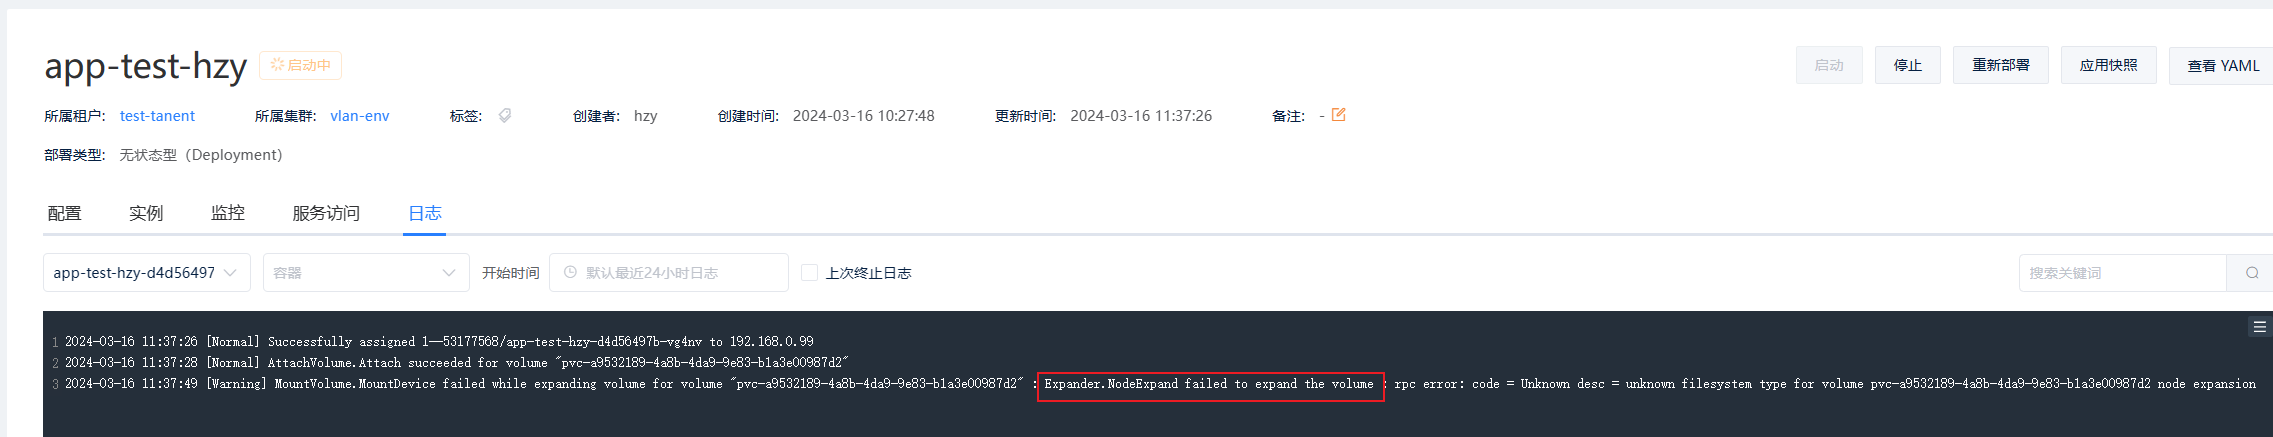 app-test-hzy 启动中 启动 停止 重新部署 应用快照 查看 YAML
所属租户: test-tanent 所属集群: vlan-env 标签: 创建者: hzy 创建时间: 2024-03-16 10:27:48 更新时间: 2024-03-16 11:37:26 备注: -
部署类型: 无状态型（Deployment）
配置 实例 监控 服务访问 日志
app-test-hzy-d4d56497 容器 开始时间 默认最近24小时日志 上次终止日志 搜索关键词
1 2024-03-16 11:37:26 [Normal] Successfully assigned 1--53177568/app-test-hzy-d4d56497b-vg4nv to 192.168.0.99
2 2024-03-16 11:37:28 [Normal] AttachVolume.Attach succeeded for volume "pvc-a9532189-4a8b-4da9-9e83-b1a3e00987d2"
3 2024-03-16 11:37:49 [Warning] MountVolume.MountDevice failed while expanding volume for volume "pvc-a9532189-4a8b-4da9-9e83-b1a3e00987d2" : Expander.NodeExpand failed to expand the volume : rpc error: code = Unknown desc = unknown filesystem type for volume pvc-a9532189-4a8b-4da9-9e83-b1a3e00987d2 node expansion